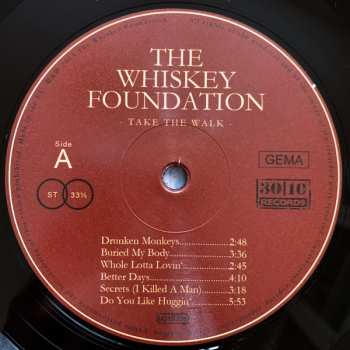 THE
WHISKEY
FOUNDATION
- TAKE THE WALK -
Side
A
ST 33⅓
GEMA
30|10
RECORDS
Drunken Monkeys....................2:48
Buried My Body.......................3:36
Whole Lotta Lovin'..................2:45
Better Days..............................4:10
Secrets (I Killed A Man)..........3:18
Do You Like Huggin'...............5:53